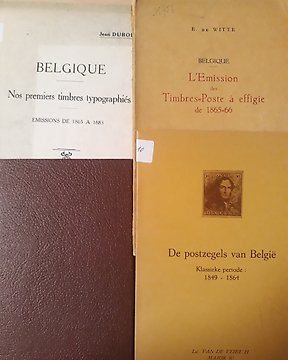 Jean
BELGIQUE
Nos premiers timbres typographiés
EMISSIONS DE 1865 A 1883
E. DE WITTE
BELGIQUE
L'Emission
des
Timbres-Poste à effigie
de 1865-66
De postzegels van België
Klassieke periode :
1849 - 1864